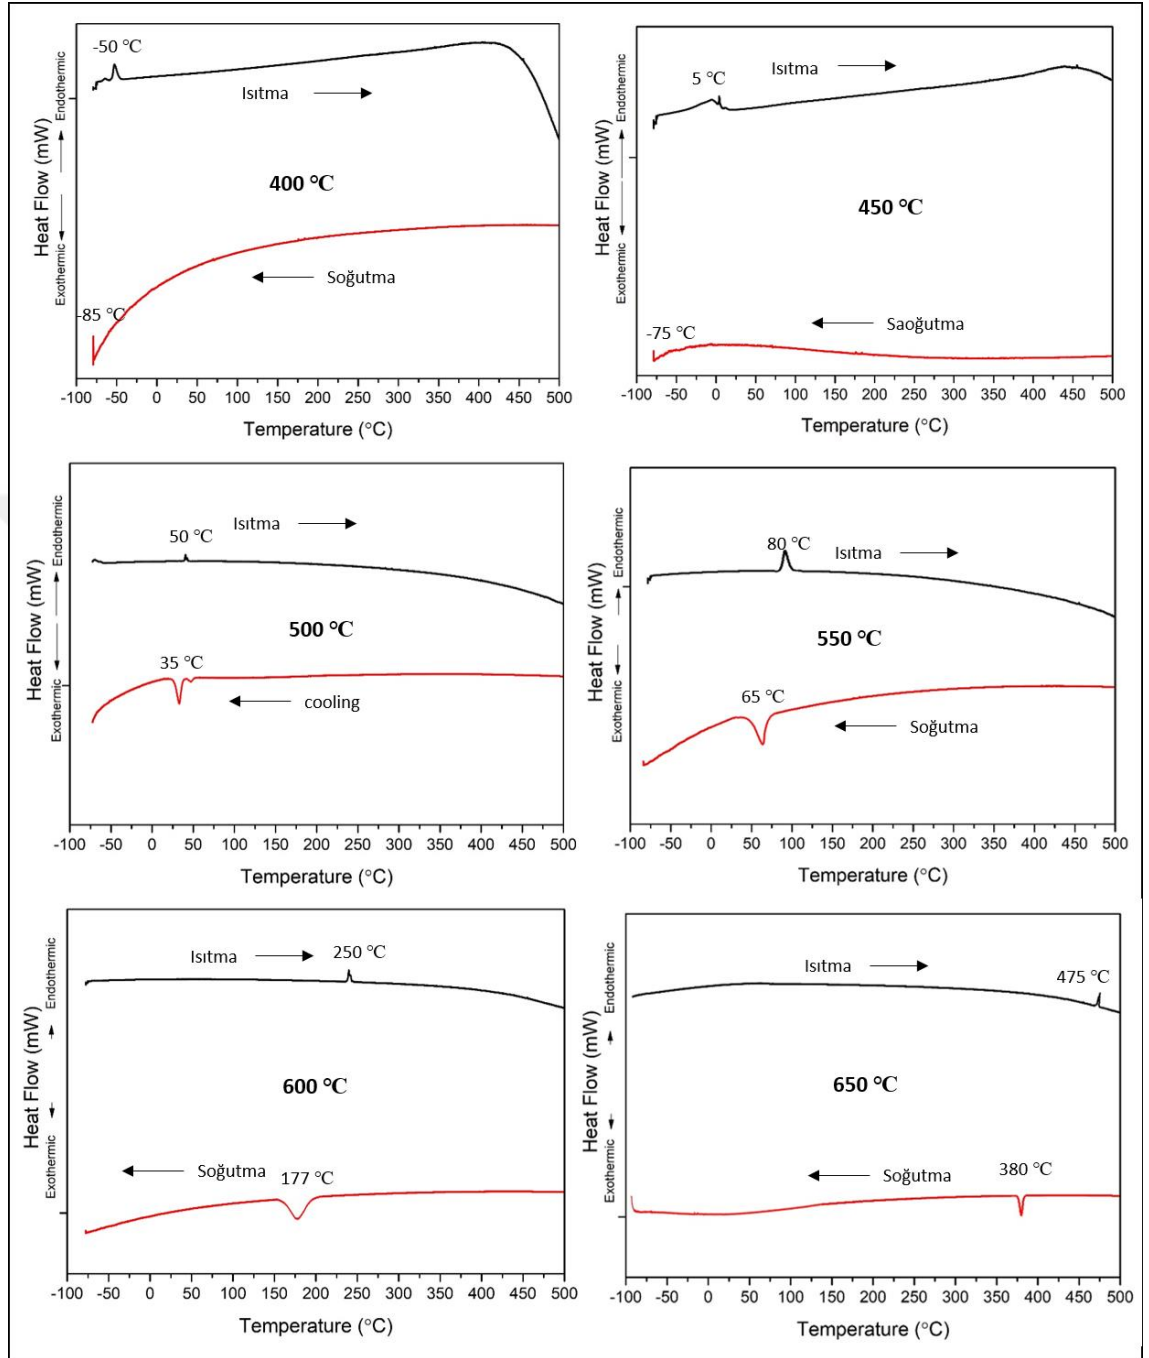 -50 °C
Isıtma
400 °C
Soğutma
-85 °C
Heat Flow (mW)
Endothermic
Exothermic
-100 -50 0 50 100 150 200 250 300 350 400 450 500
Temperature (°C)
5 °C
Isıtma
450 °C
Saoğutma
-75 °C
Heat Flow (mW)
Endothermic
Exothermic
-100 -50 0 50 100 150 200 250 300 350 400 450 500
Temperature (°C)
50 °C
Isıtma
500 °C
35 °C
cooling
Heat Flow (mW)
Endothermic
Exothermic
-100 -50 0 50 100 150 200 250 300 350 400 450 500
Temperature (°C)
80 °C
Isıtma
550 °C
65 °C
Soğutma
Heat Flow (mW)
Endothermic
Exothermic
-100 -50 0 50 100 150 200 250 300 350 400 450 500
Temperature (°C)
Isıtma
250 °C
600 °C
Soğutma
177 °C
Heat Flow (mW)
Endothermic
Exothermic
-100 -50 0 50 100 150 200 250 300 350 400 450 500
Temperature (°C)
Isıtma
475 °C
650 °C
Soğutma
380 °C
Heat Flow (mW)
Endothermic
Exothermic
-100 -50 0 50 100 150 200 250 300 350 400 450 500
Temperature (°C)